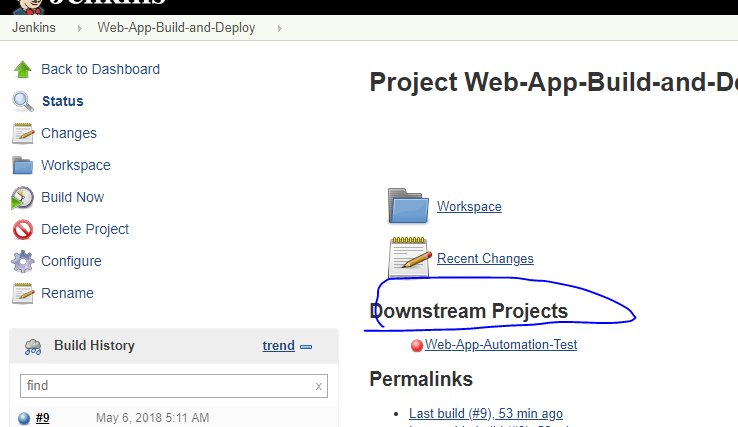 Jenkins
Jenkins Web-App-Build-and-Deploy
Back to Dashboard
Status
Changes
Workspace
Build Now
Delete Project
Configure
Rename
Build History trend
find x
#9 May 6, 2018 5:11 AM
Project Web-App-Build-and-De
Workspace
Recent Changes
Downstream Projects
Web-App-Automation-Test
Permalinks
Last build (#9), 53 min ago